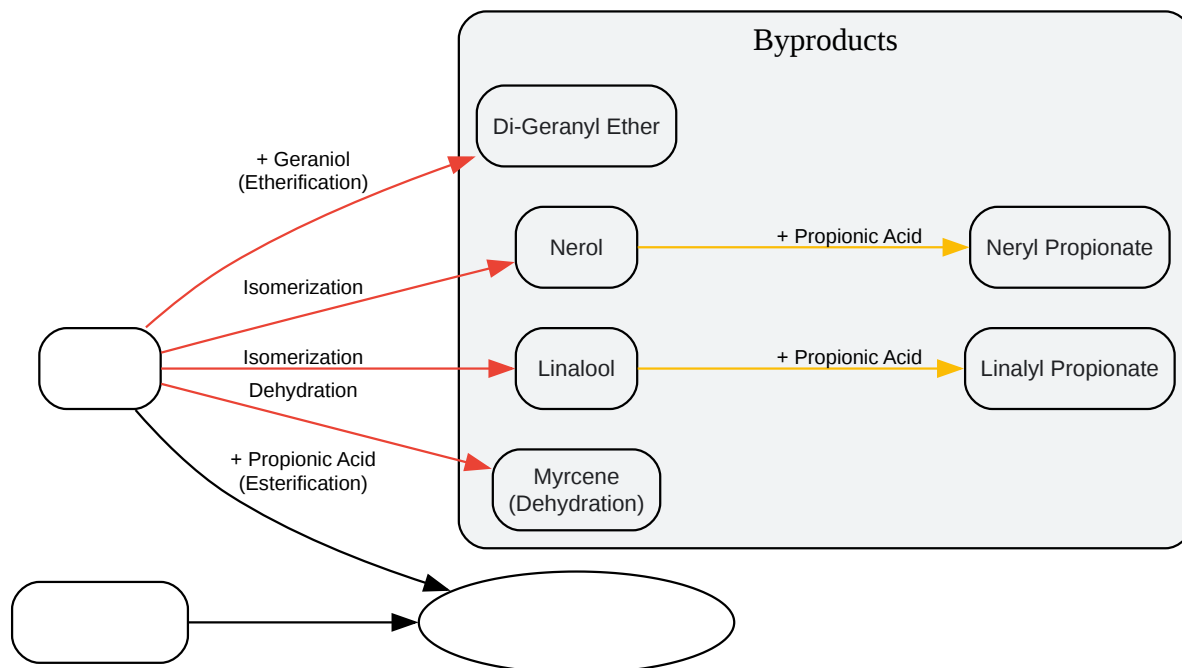 Byproducts
Di-Geranyl Ether
+ Geraniol
(Etherification)
Nerol
+ Propionic Acid
Neryl Propionate
Isomerization
Isomerization
Linalool
+ Propionic Acid
Linalyl Propionate
Dehydration
+ Propionic Acid
(Esterification)
Myrcene
(Dehydration)